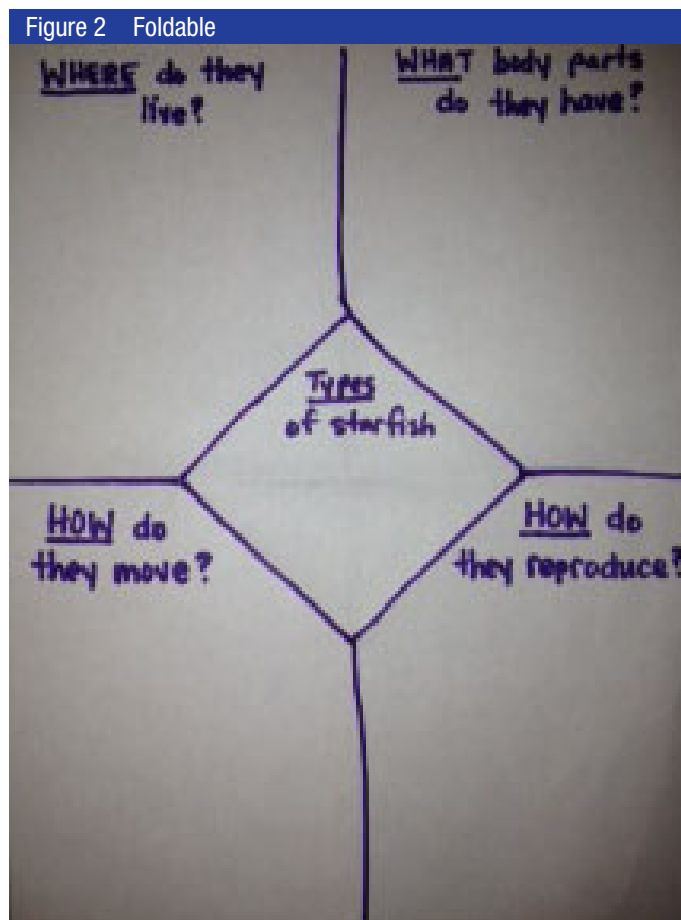 Figure 2 Foldable
WHERE do they
live?
WHAT body parts
do they have?
Types
of starfish
HOW do
they move?
HOW do
they reproduce?